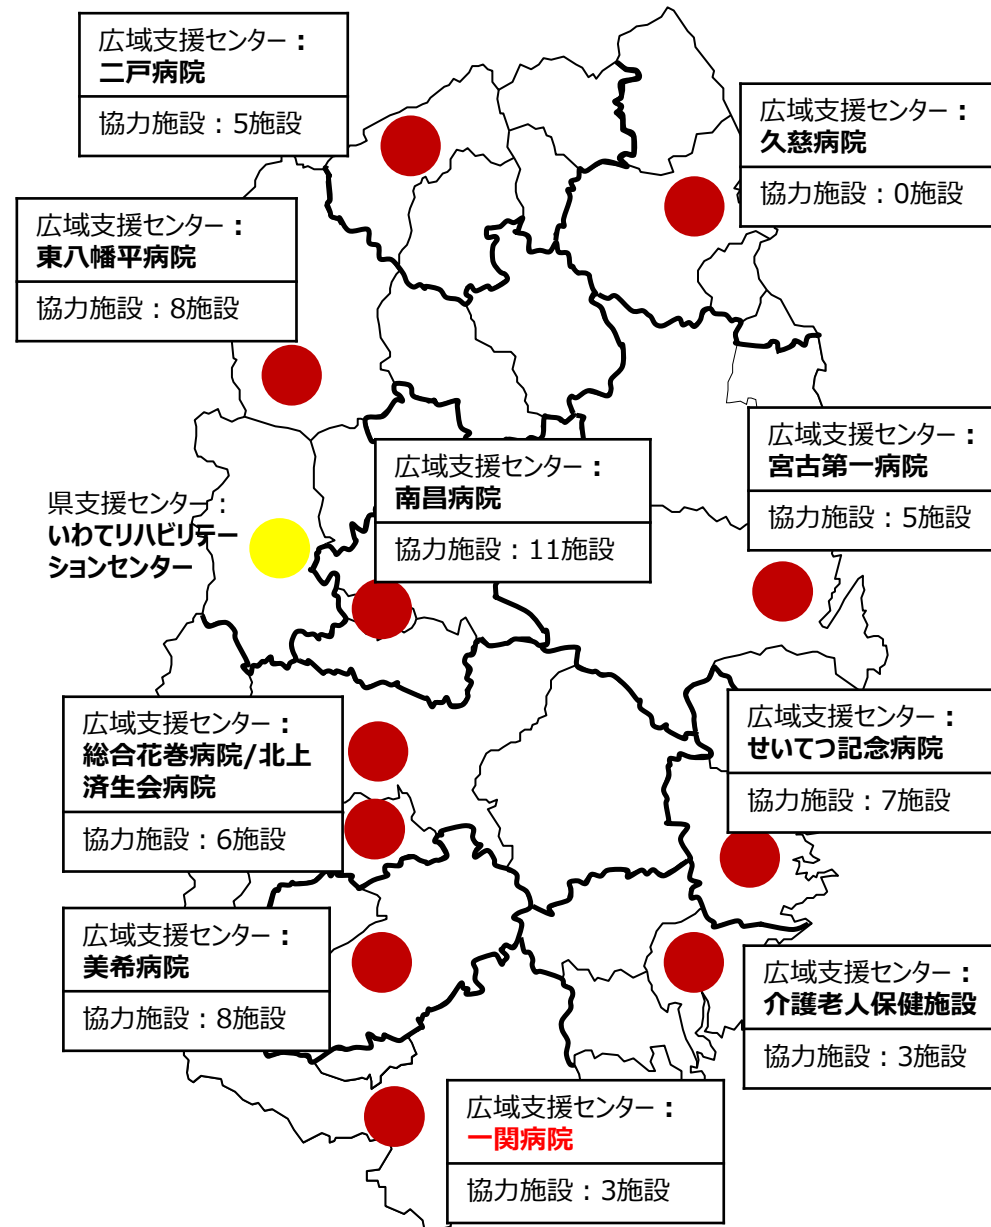 広域支援センター：
二戸病院
協力施設：5施設
広域支援センター：
久慈病院
協力施設：0施設
広域支援センター：
東八幡平病院
協力施設：8施設
広域支援センター：
宮古第一病院
協力施設：5施設
広域支援センター：
南昌病院
協力施設：11施設
県支援センター：
いわてリハビリテー
ションセンター
広域支援センター：
総合花巻病院/北上
済生会病院
協力施設：6施設
広域支援センター：
せいてつ記念病院
協力施設：7施設
広域支援センター：
美希病院
協力施設：8施設
広域支援センター：
介護老人保健施設
協力施設：3施設
広域支援センター：
一関病院
協力施設：3施設